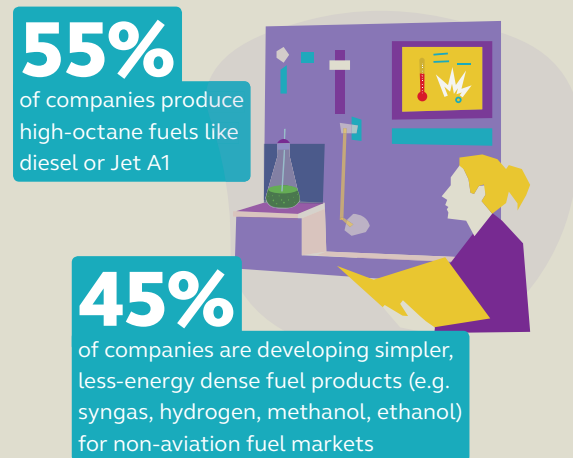 55%
of companies produce
high-octane fuels like
diesel or Jet A1
45%
of companies are developing simpler,
less-energy dense fuel products (e.g.
syngas, hydrogen, methanol, ethanol)
for non-aviation fuel markets